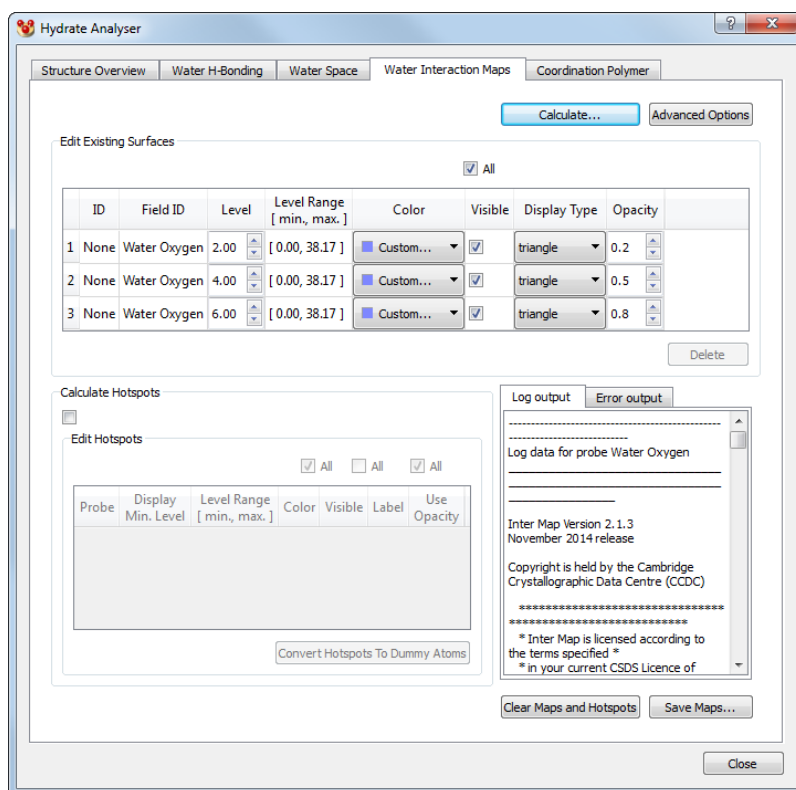 Hydrate Analyser
Structure Overview Water H-Bonding Water Space Water Interaction Maps Coordination Polymer
Calculate... Advanced Options
Edit Existing Surfaces
All
ID Field ID Level Level Range [ min., max. ] Color Visible Display Type Opacity
1 None Water Oxygen 2.00 [ 0.00, 38.17 ] Custom... triangle 0.2
2 None Water Oxygen 4.00 [ 0.00, 38.17 ] Custom... triangle 0.5
3 None Water Oxygen 6.00 [ 0.00, 38.17 ] Custom... triangle 0.8
Delete
Calculate Hotspots
Edit Hotspots
All All All
Probe Display Min. Level Level Range [ min., max. ] Color Visible Label Use Opacity
Convert Hotspots To Dummy Atoms
Log output Error output
------------------------------------------------
---------------------------
Log data for probe Water Oxygen
________________________________
________________________________
________________
Inter Map Version 2.1.3
November 2014 release
Copyright is held by the Cambridge
Crystallographic Data Centre (CCDC)
*******************************
***************************
* Inter Map is licensed according to
the terms specified *
* in your current CSDS Licence of
Clear Maps and Hotspots Save Maps...
Close